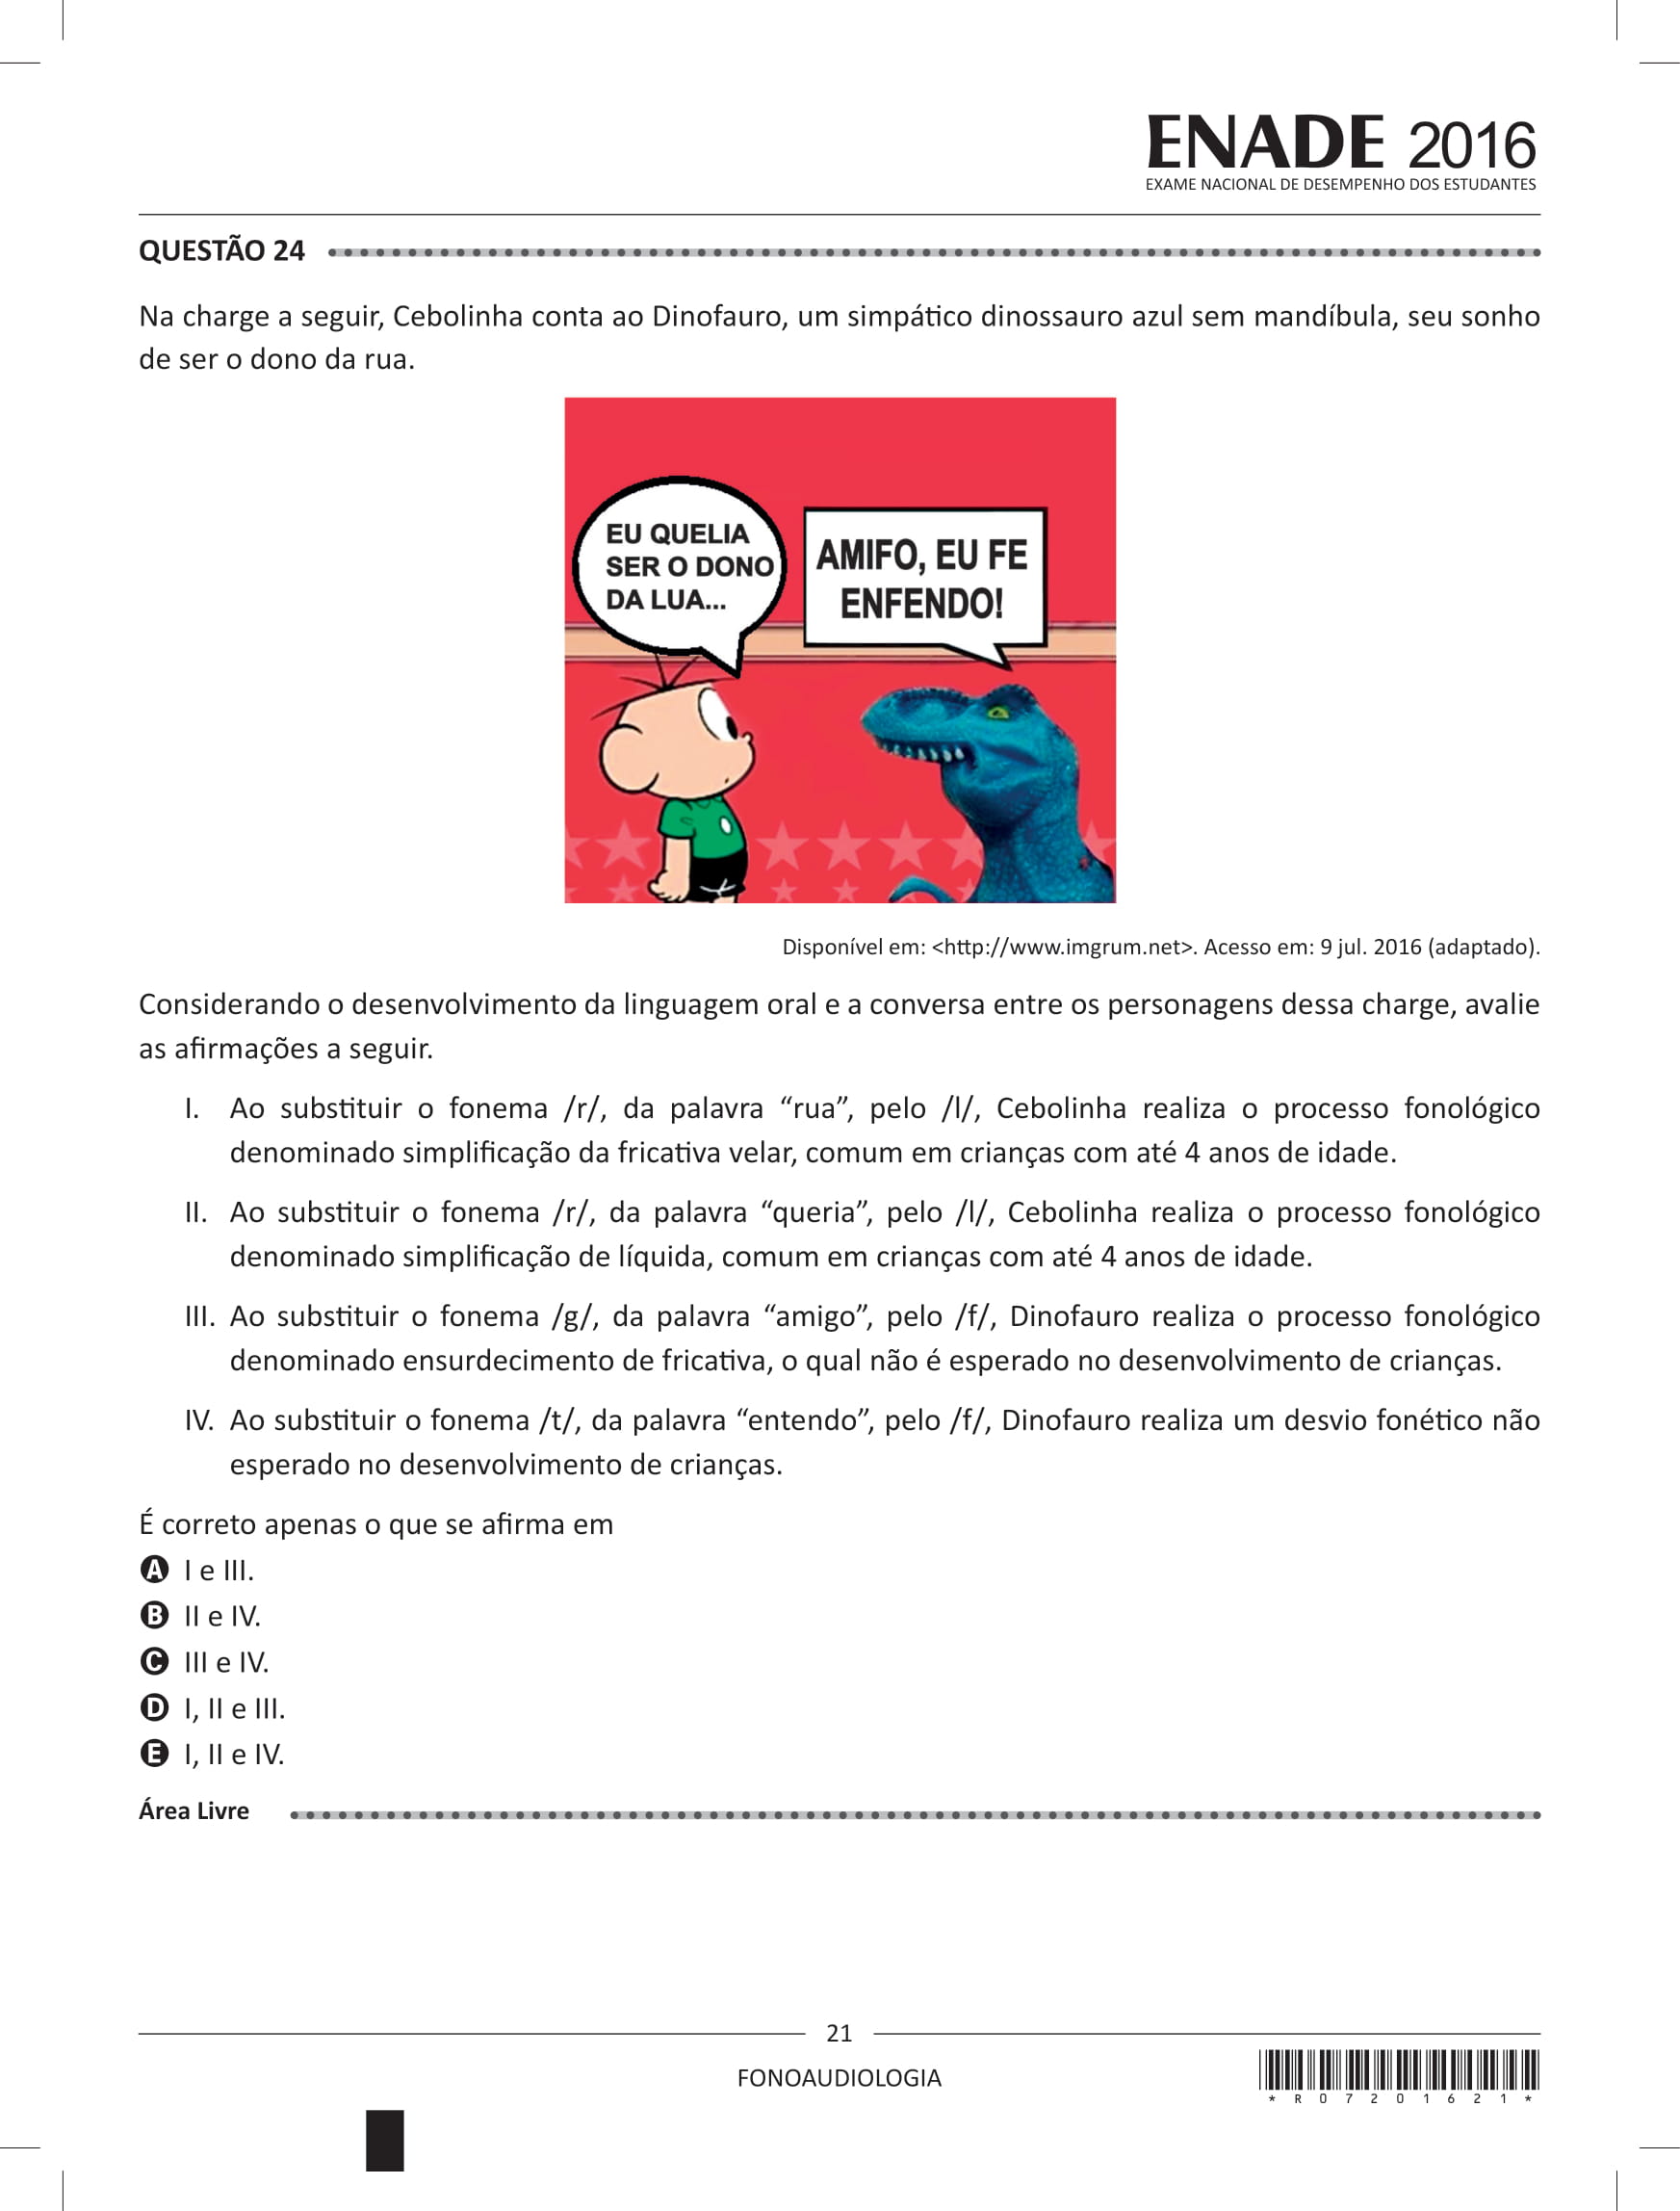 ENADE 2016
EXAME NACIONAL DE DESEMPENHO DOS ESTUDANTES
QUESTÃO 24
Na charge a seguir, Cebolinha conta ao Dinofauro, um simpático dinossauro azul sem mandíbula, seu sonho
de ser o dono da rua.
EU QUELIA
SER O DONO
DA LUA...
AMIFO, EU FE
ENFENDO!
Disponível em: <http://www.imgrum.net>. Acesso em: 9 jul. 2016 (adaptado).
Considerando o desenvolvimento da linguagem oral e a conversa entre os personagens dessa charge, avalie
as afirmações a seguir.
I. Ao substituir o fonema /r/, da palavra “rua”, pelo /l/, Cebolinha realiza o processo fonológico
denominado simplificação da fricativa velar, comum em crianças com até 4 anos de idade.
II. Ao substituir o fonema /r/, da palavra “queria”, pelo /l/, Cebolinha realiza o processo fonológico
denominado simplificação de líquida, comum em crianças com até 4 anos de idade.
III. Ao substituir o fonema /g/, da palavra “amigo”, pelo /f/, Dinofauro realiza o processo fonológico
denominado ensurdecimento de fricativa, o qual não é esperado no desenvolvimento de crianças.
IV. Ao substituir o fonema /t/, da palavra “entendo”, pelo /f/, Dinofauro realiza um desvio fonético não
esperado no desenvolvimento de crianças.
É correto apenas o que se afirma em
A I e III.
B II e IV.
C III e IV.
D I, II e III.
E I, II e IV.
Área Livre
21
FONOAUDIOLOGIA
* R 0 7 2 0 1 6 2 1 *